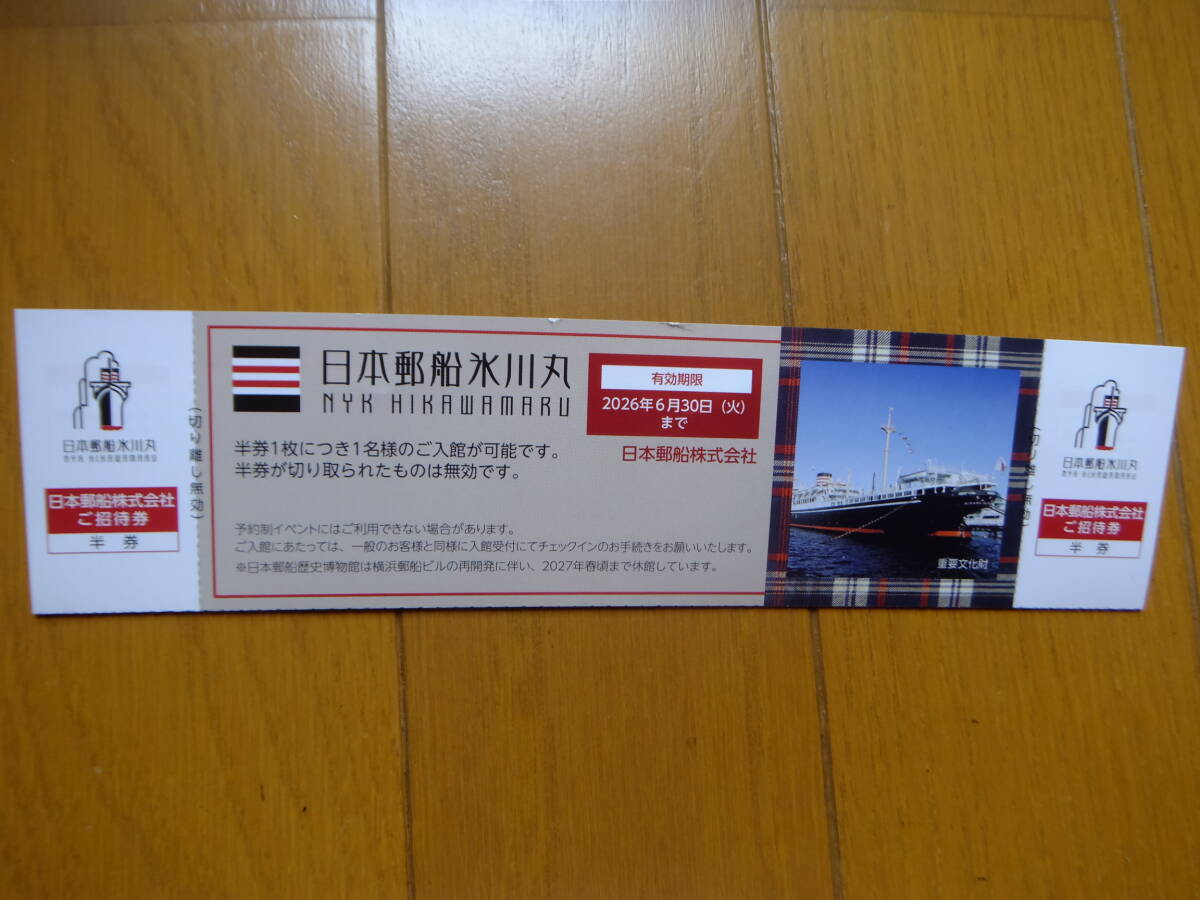 日本郵船氷川丸
日本郵船株式会社
ご招待券
半券
(切り離し無効)
日本郵船氷川丸
NYK HIKAWAMARU
有効期限
2026年6月30日(火)
まで
日本郵船株式会社
半券1枚につき1名様のご入館が可能です。
半券が切り取られたものは無効です。
予約制イベントにはご利用できない場合があります。
ご入館にあたっては、一般のお客様と同様に入館受付にてチェックインのお手続きをお願いいたします。
※日本郵船歴史博物館は横浜郵船ビルの再開発に伴い、2027年春頃まで休館しています。
重要文化財
(切り離し無効)
日本郵船氷川丸
日本郵船株式会社
ご招待券
半券